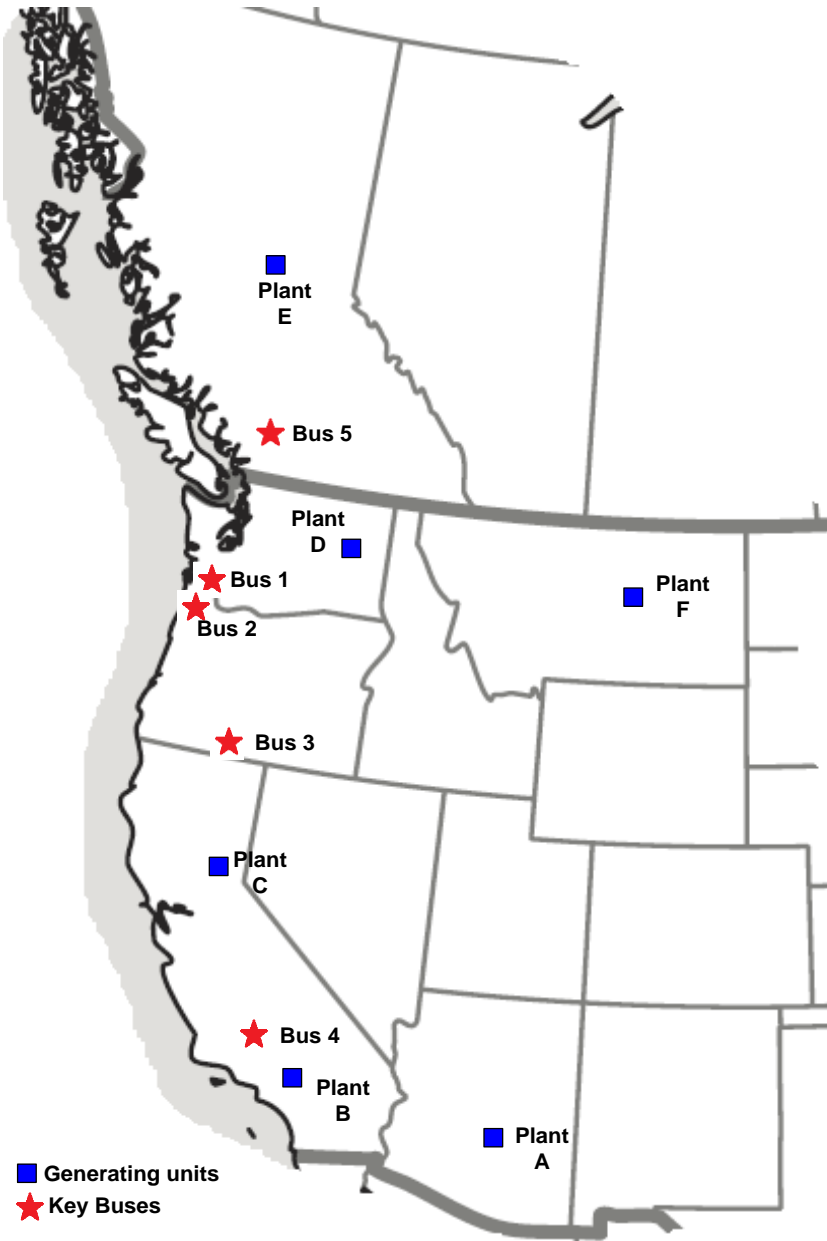 Plant
E
Bus 5
Plant
D
Bus 1
Plant
F
Bus 2
Bus 3
Plant
C
Bus 4
Plant
B
Plant
A
Generating units
Key Buses